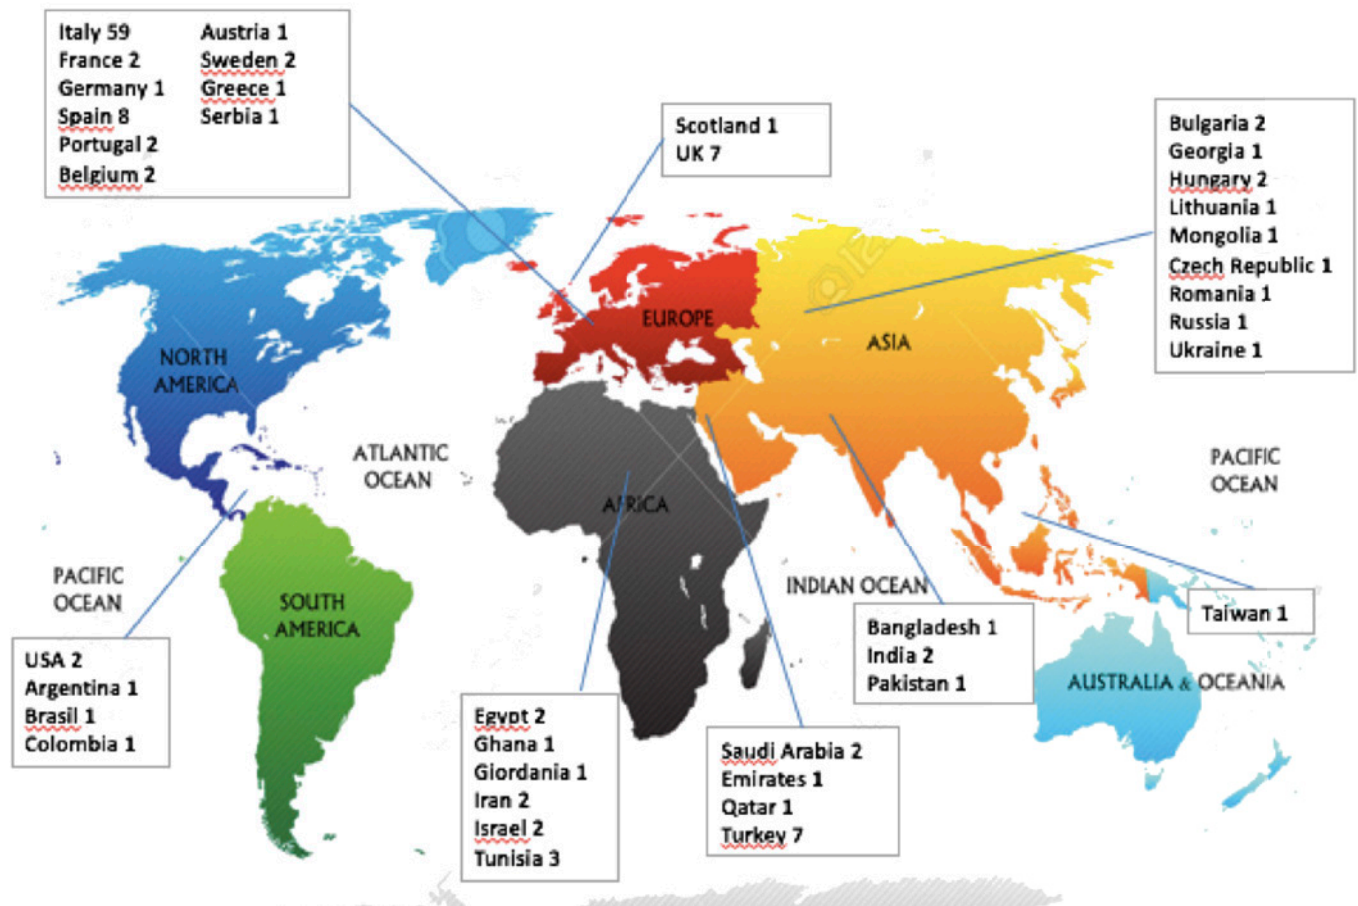 Italy 59
France 2
Germany 1
Spain 8
Portugal 2
Belgium 2
Austria 1
Sweden 2
Greece 1
Serbia 1
Scotland 1
UK 7
Bulgaria 2
Georgia 1
Hungary 2
Lithuania 1
Mongolia 1
Czech Republic 1
Romania 1
Russia 1
Ukraine 1
NORTH
AMERICA
EUROPE
ASIA
ATLANTIC
OCEAN
AFRICA
PACIFIC
OCEAN
PACIFIC
OCEAN
SOUTH
AMERICA
INDIAN OCEAN
AUSTRALIA & OCEANIA
Taiwan 1
Bangladesh 1
India 2
Pakistan 1
USA 2
Argentina 1
Brasil 1
Colombia 1
Egypt 2
Ghana 1
Giordania 1
Iran 2
Israel 2
Tunisia 3
Saudi Arabia 2
Emirates 1
Qatar 1
Turkey 7